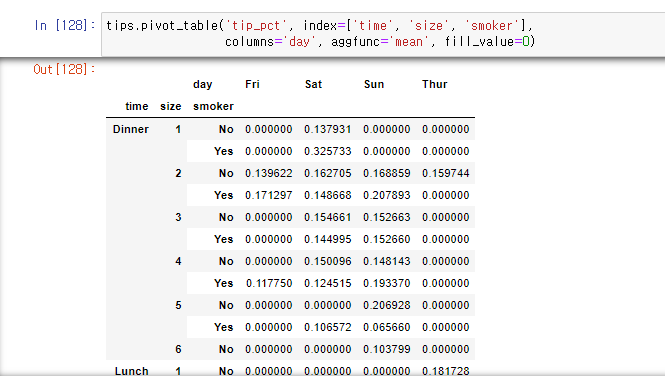 In [128]: tips.pivot_table('tip_pct', index=['time', 'size', 'smoker'],
columns='day', aggfunc='mean', fill_value=0)
Out[128]:
day Fri Sat Sun Thur
time size smoker
Dinner 1 No 0.000000 0.137931 0.000000 0.000000
Yes 0.000000 0.325733 0.000000 0.000000
2 No 0.139622 0.162705 0.168859 0.159744
Yes 0.171297 0.148668 0.207893 0.000000
3 No 0.000000 0.154661 0.152663 0.000000
Yes 0.000000 0.144995 0.152660 0.000000
4 No 0.000000 0.150096 0.148143 0.000000
Yes 0.117750 0.124515 0.193370 0.000000
5 No 0.000000 0.000000 0.206928 0.000000
Yes 0.000000 0.106572 0.065660 0.000000
6 No 0.000000 0.000000 0.103799 0.000000
Lunch 1 No 0.000000 0.000000 0.000000 0.181728